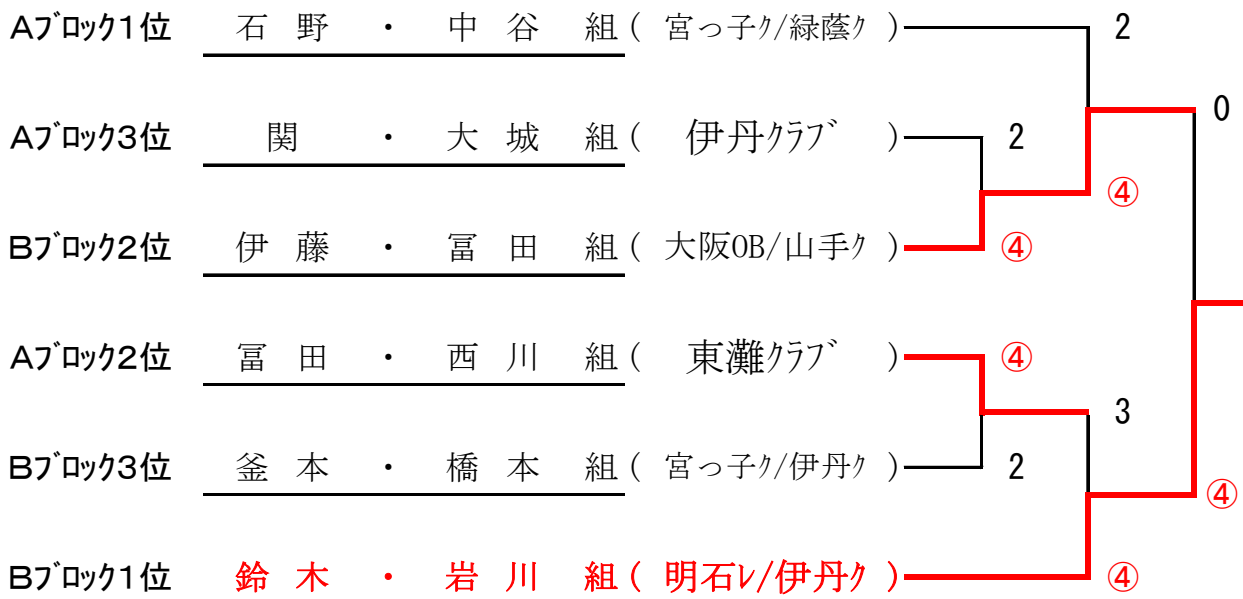 Aブロック1位 石野・中谷 組( 宮っ子ク/緑蔭ク ) 2
0
Aブロック3位 関・大城 組( 伊丹クラブ ) 2
④
Bブロック2位 伊藤・冨田 組( 大阪OB/山手ク ) ④
Aブロック2位 冨田・西川 組( 東灘クラブ ) ④
3
Bブロック3位 釜本・橋本 組( 宮っ子ク/伊丹ク ) 2
④
Bブロック1位 鈴木・岩川 組( 明石レ/伊丹ク ) ④